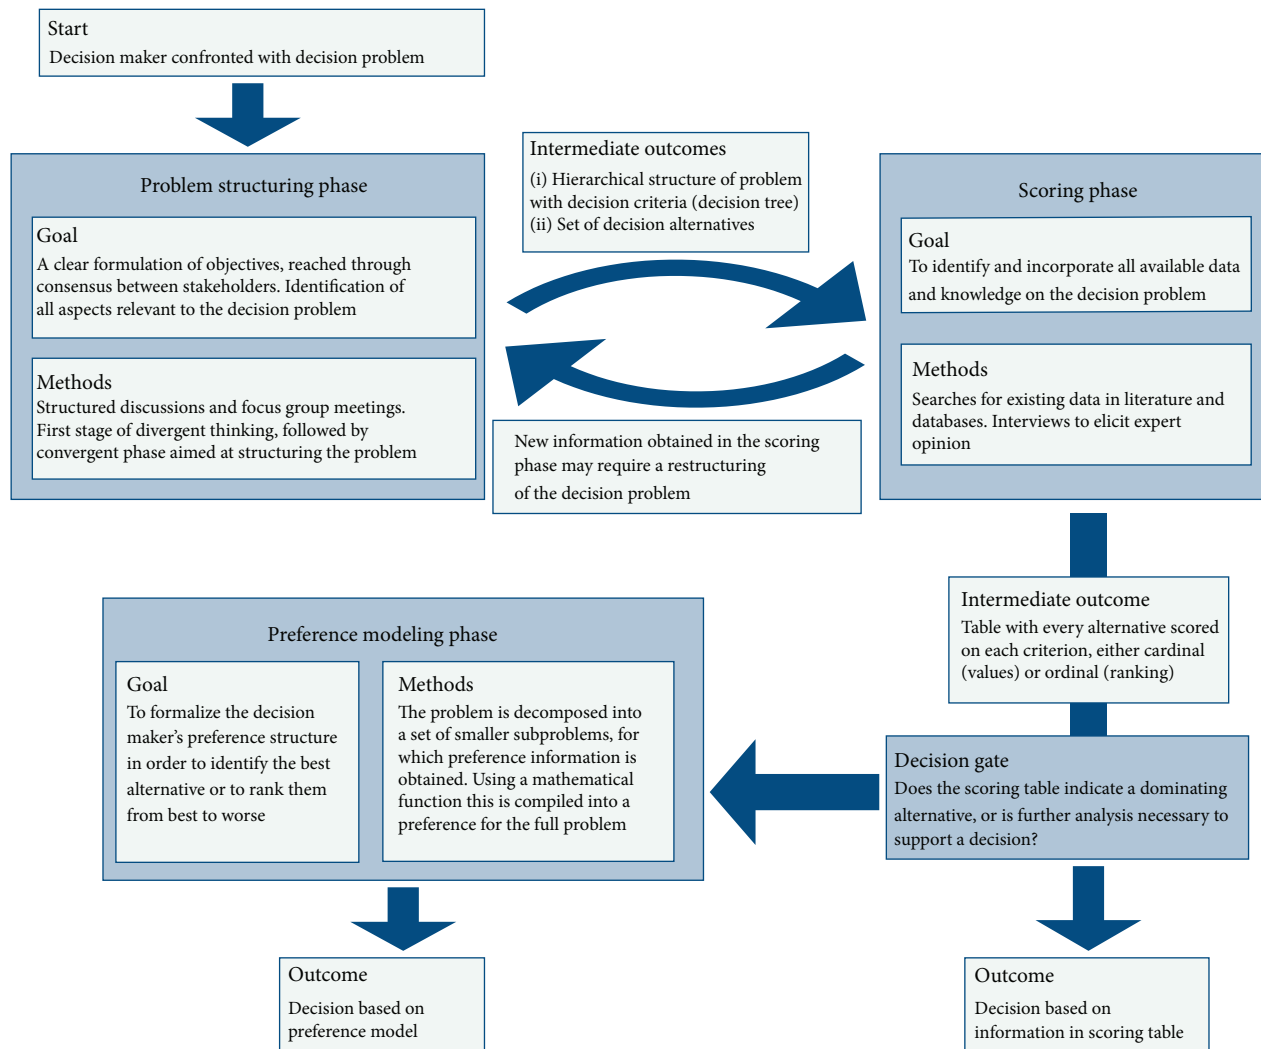 Start
Decision maker confronted with decision problem
Problem structuring phase
Goal
A clear formulation of objectives, reached through
consensus between stakeholders. Identification of
all aspects relevant to the decision problem
Methods
Structured discussions and focus group meetings.
First stage of divergent thinking, followed by
convergent phase aimed at structuring the problem
Intermediate outcomes
(i) Hierarchical structure of problem
with decision criteria (decision tree)
(ii) Set of decision alternatives
New information obtained in the scoring
phase may require a restructuring
of the decision problem
Scoring phase
Goal
To identify and incorporate all available data
and knowledge on the decision problem
Methods
Searches for existing data in literature and
databases. Interviews to elicit expert
opinion
Intermediate outcome
Table with every alternative scored
on each criterion, either cardinal
(values) or ordinal (ranking)
Decision gate
Does the scoring table indicate a dominating
alternative, or is further analysis necessary to
support a decision?
Preference modeling phase
Goal
To formalize the decision
maker's preference structure
in order to identify the best
alternative or to rank them
from best to worse
Methods
The problem is decomposed into
a set of smaller subproblems, for
which preference information is
obtained. Using a mathematical
function this is compiled into a
preference for the full problem
Outcome
Decision based on
preference model
Outcome
Decision based on
information in scoring table